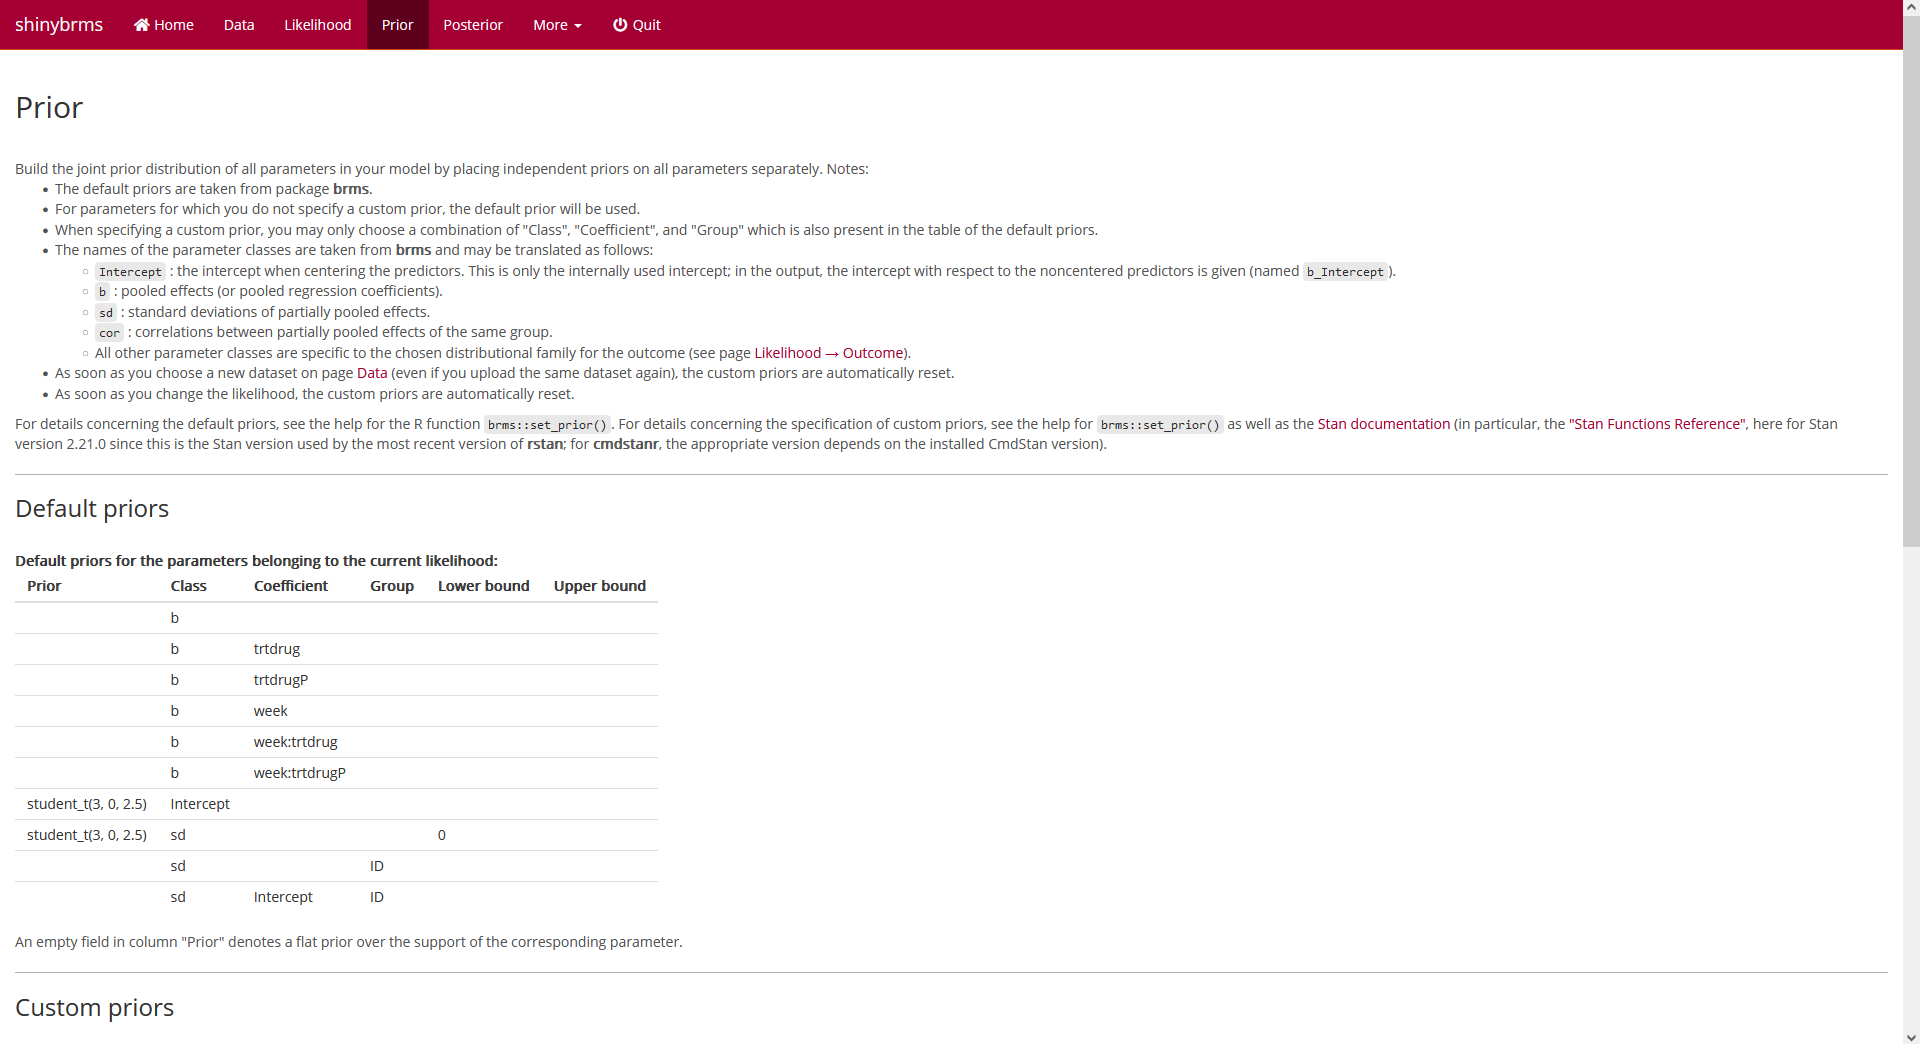 shinybrms Home Data Likelihood Prior Posterior More Quit
Prior
Build the joint prior distribution of all parameters in your model by placing independent priors on all parameters separately. Notes:
The default priors are taken from package brms.
For parameters for which you do not specify a custom prior, the default prior will be used.
When specifying a custom prior, you may only choose a combination of "Class", "Coefficient", and "Group" which is also present in the table of the default priors.
The names of the parameter classes are taken from brms and may be translated as follows:
Intercept : the intercept when centering the predictors. This is only the internally used intercept; in the output, the intercept with respect to the noncentered predictors is given (named b_Intercept ).
b : pooled effects (or pooled regression coefficients).
sd : standard deviations of partially pooled effects.
cor : correlations between partially pooled effects of the same group.
All other parameter classes are specific to the chosen distributional family for the outcome (see page Likelihood → Outcome).
As soon as you choose a new dataset on page Data (even if you upload the same dataset again), the custom priors are automatically reset.
As soon as you change the likelihood, the custom priors are automatically reset.
For details concerning the default priors, see the help for the R function brms::set_prior() . For details concerning the specification of custom priors, see the help for brms::set_prior() as well as the Stan documentation (in particular, the "Stan Functions Reference", here for Stan
version 2.21.0 since this is the Stan version used by the most recent version of rstan; for cmdstanr, the appropriate version depends on the installed CmdStan version).
Default priors
Default priors for the parameters belonging to the current likelihood:
Prior Class Coefficient Group Lower bound Upper bound
b
b trtdrug
b trtdrugP
b week
b week:trtdrug
b week:trtdrugP
student_t(3, 0, 2.5) Intercept
student_t(3, 0, 2.5) sd 0
sd ID
sd Intercept ID
An empty field in column "Prior" denotes a flat prior over the support of the corresponding parameter.
Custom priors